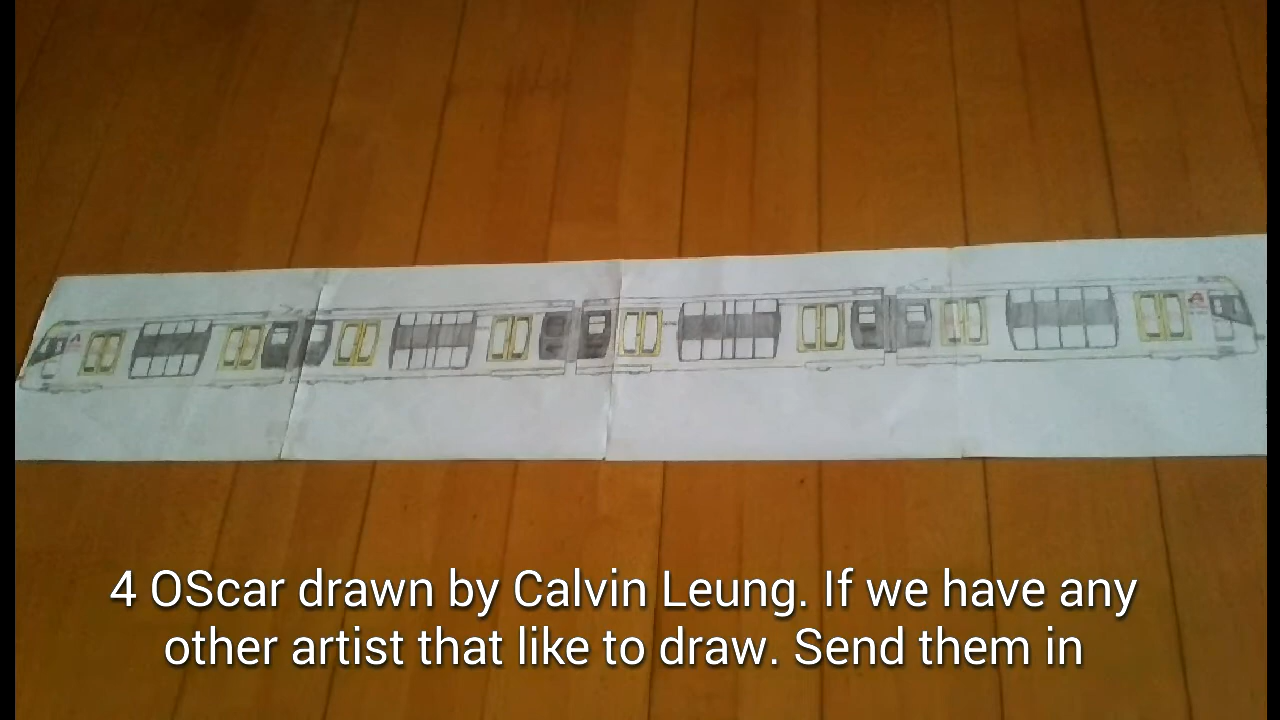 4 OScar drawn by Calvin Leung. If we have any
other artist that like to draw. Send them in